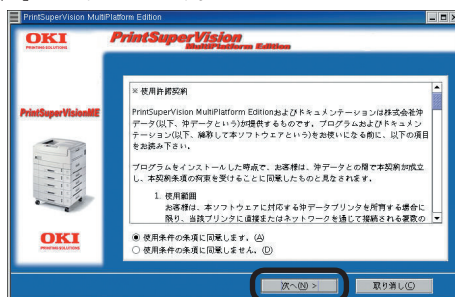 PrintSuperVision MultiPlatform Edition
OKI
PRINTING SOLUTIONS
PrintSuperVision
MultiPlatform Edition
※ 使用許諾契約
PrintSuperVision MultiPlatform Editionおよびドキュメンテーションは株式会社沖
データ(以下、沖データという)が提供するものです。プログラムおよびドキュメン
テーション(以下、総称して本ソフトウェアという)をお使いになる前に、以下の項目
をお読み下さい。
プログラムをインストールした時点で、お客様は、沖データとの間で本契約が成立
し、本契約条項の拘束を受けることに同意したものと見なされます。
1. 使用範囲
お客様は、本ソフトウェアに対応する沖データプリンタを所有する場合に
限り、当該プリンタに直接またはネットワークを通じて接続される複数の
PrintSuperVisionME
OKI
PRINTING SOLUTIONS
使用条件の条項に同意します。(A)
使用条件の条項に同意しません。(D)
次へ(N) >
取り消し(C)